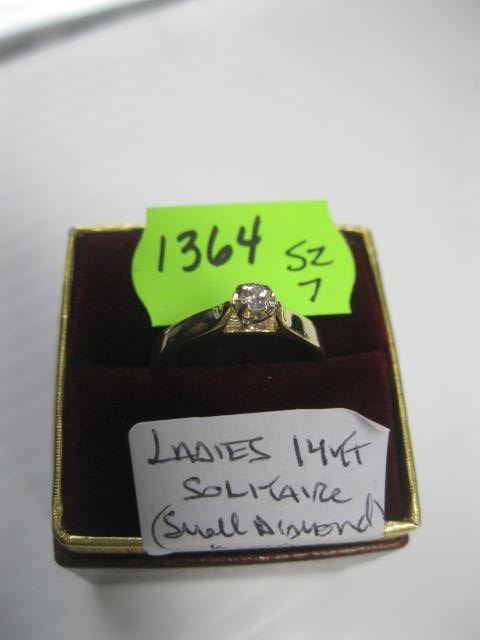 1364 SZ
7
LADIES 14KT
SOLITAIRE
(Small Diamond)